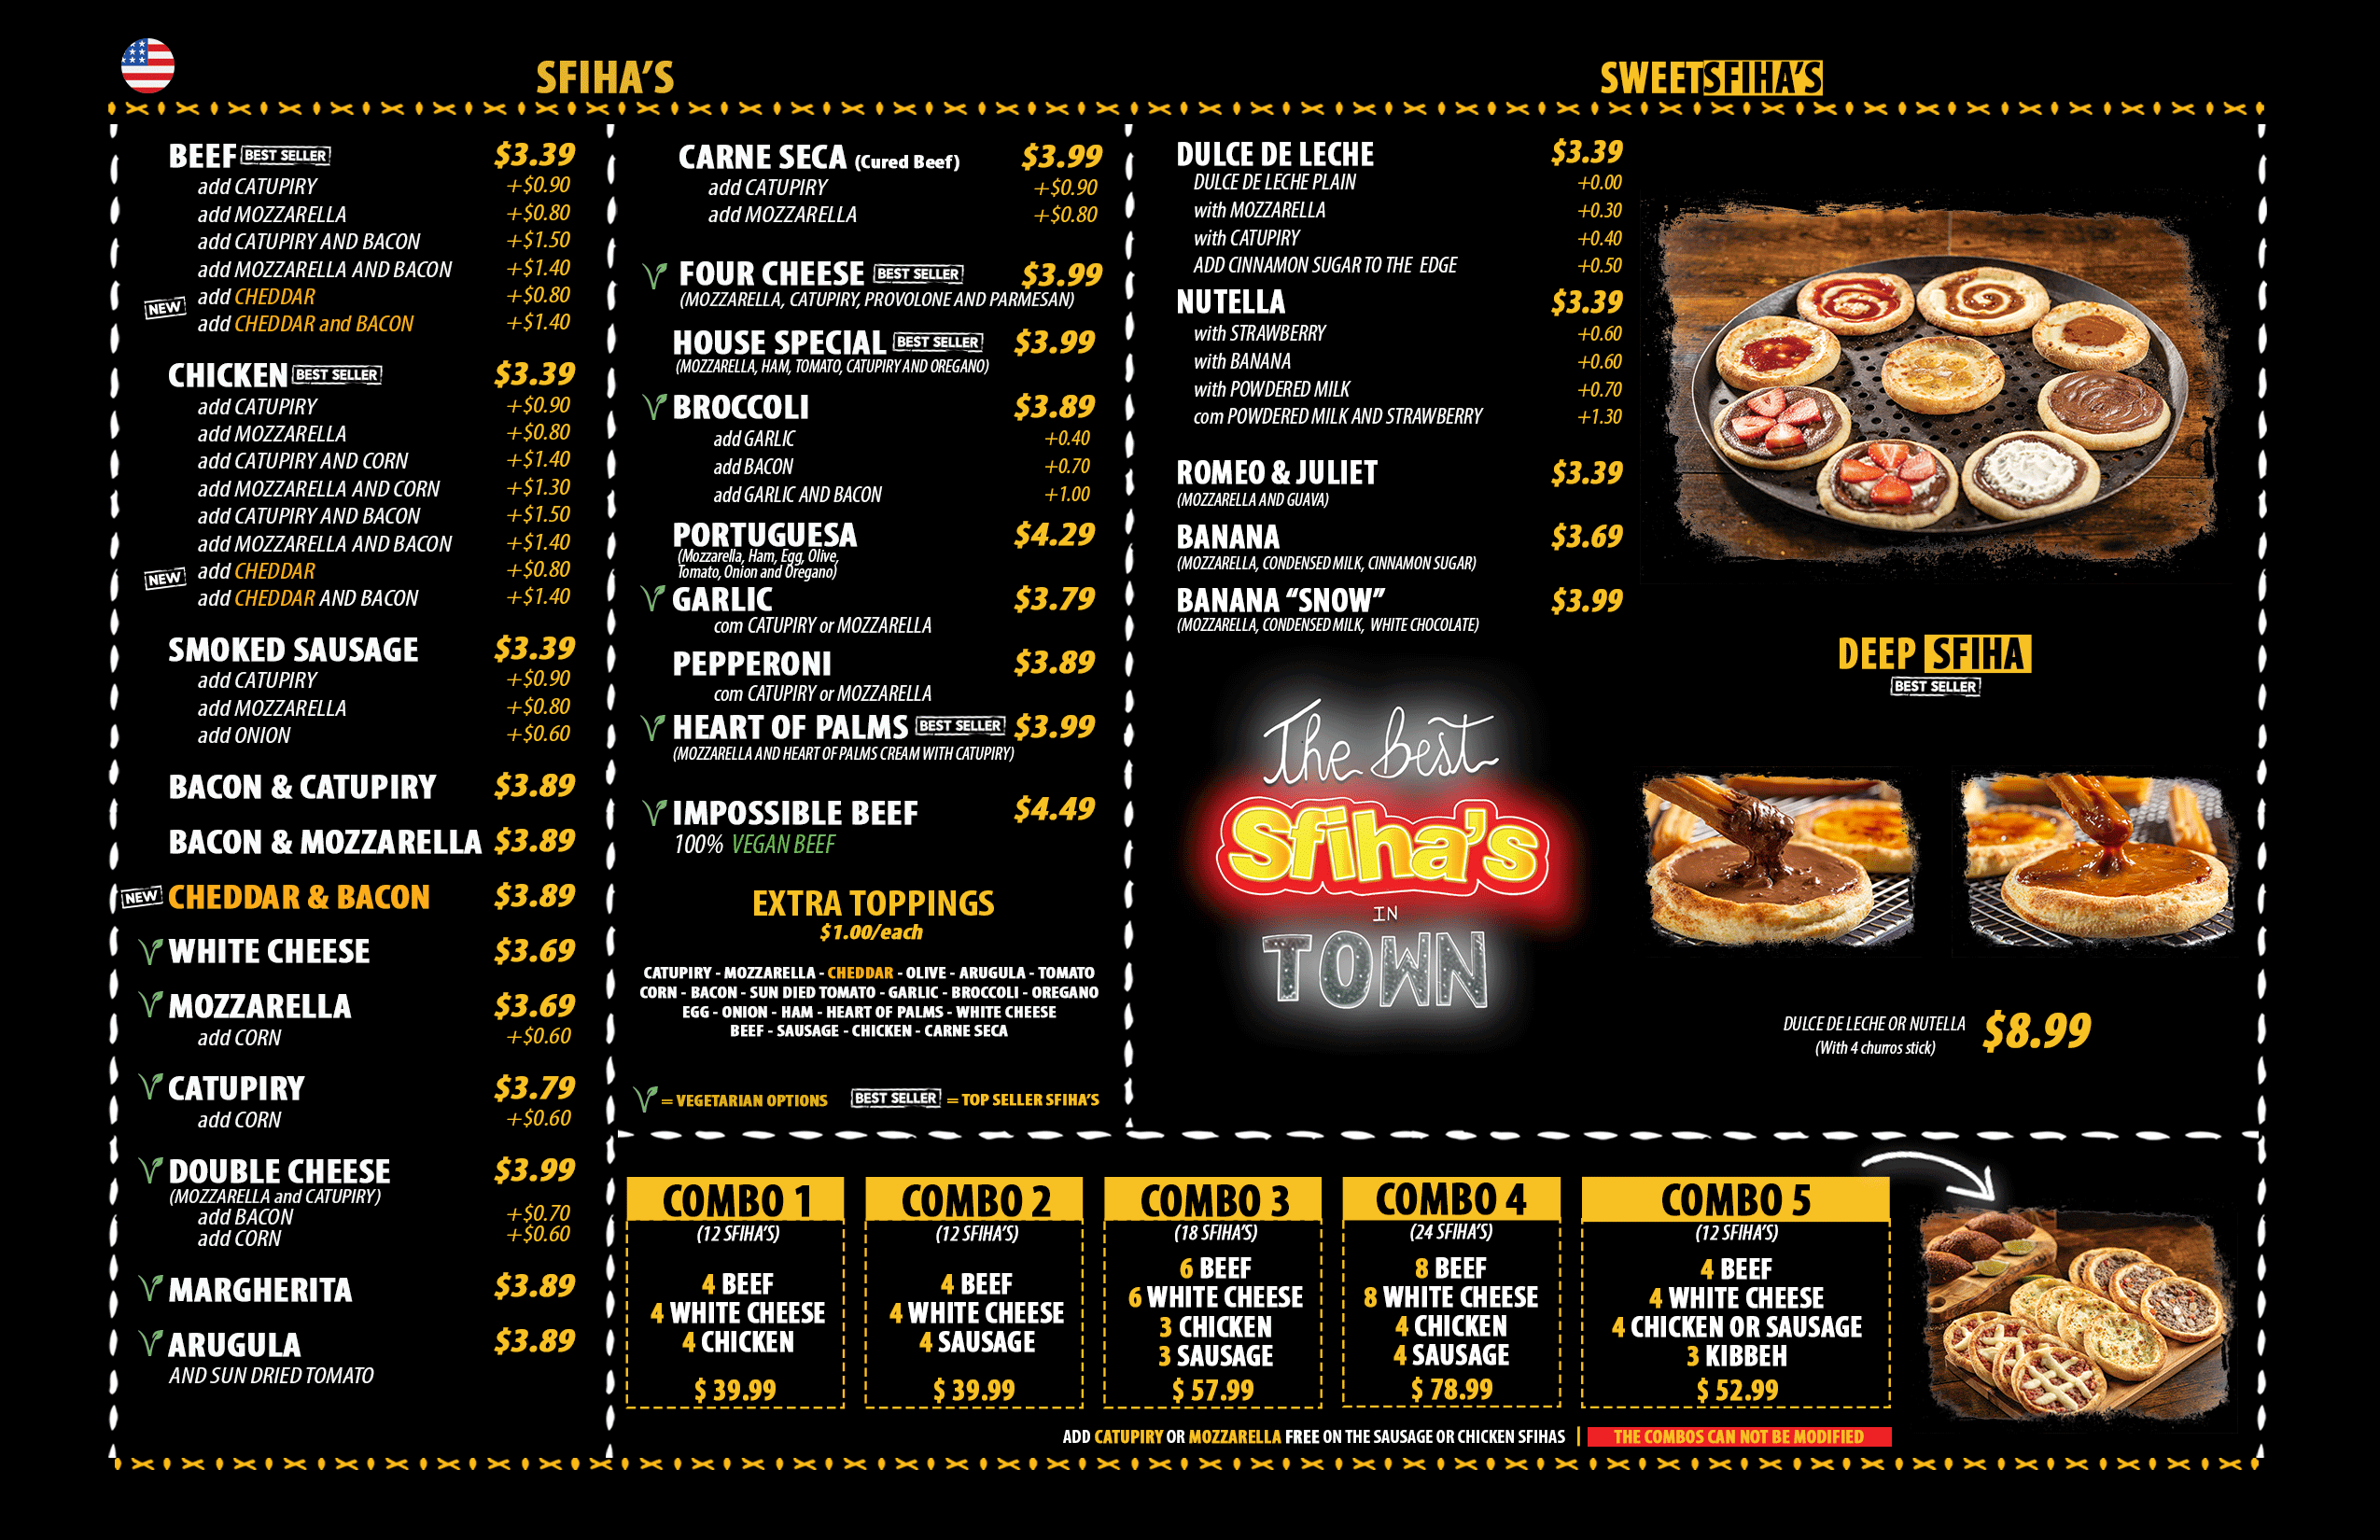 SFIHA'S
BEEF BEST SELLER $3.39
add CATUPIRY +$0.90
add MOZZARELLA +$0.80
add CATUPIRY AND BACON +$1.50
add MOZZARELLA AND BACON +$1.40
NEW
add CHEDDAR +$0.80
add CHEDDAR and BACON +$1.40
CHICKEN BEST SELLER $3.39
add CATUPIRY +$0.90
add MOZZARELLA +$0.80
add CATUPIRY AND CORN +$1.40
add MOZZARELLA AND CORN +$1.30
add CATUPIRY AND BACON +$1.50
add MOZZARELLA AND BACON +$1.40
NEW
add CHEDDAR +$0.80
add CHEDDAR AND BACON +$1.40
SMOKED SAUSAGE $3.39
add CATUPIRY +$0.90
add MOZZARELLA +$0.80
add ONION +$0.60
BACON & CATUPIRY $3.89
BACON & MOZZARELLA $3.89
NEW CHEDDAR & BACON $3.89
WHITE CHEESE $3.69
MOZZARELLA $3.69
add CORN +$0.60
CATUPIRY $3.79
add CORN +$0.60
DOUBLE CHEESE $3.99
(MOZZARELLA and CATUPIRY)
add BACON +$0.70
add CORN +$0.60
MARGHERITA $3.89
ARUGULA $3.89
AND SUN DRIED TOMATO
CARNE SECA (Cured Beef) $3.99
add CATUPIRY +$0.90
add MOZZARELLA +$0.80
FOUR CHEESE BEST SELLER $3.99
(MOZZARELLA, CATUPIRY, PROVOLONE AND PARMESAN)
HOUSE SPECIAL BEST SELLER $3.99
(MOZZARELLA, HAM, TOMATO, CATUPIRY AND OREGANO)
BROCCOLI $3.89
add GARLIC +0.40
add BACON +0.70
add GARLIC AND BACON +1.00
PORTUGUESA $4.29
(Mozzarella, Ham, Egg, Olive,
Tomato, Onion and Oregano)
GARLIC $3.79
com CATUPIRY or MOZZARELLA
PEPPERONI $3.89
com CATUPIRY or MOZZARELLA
HEART OF PALMS BEST SELLER $3.99
(MOZZARELLA AND HEART OF PALMS CREAM WITH CATUPIRY)
IMPOSSIBLE BEEF $4.49
100% VEGAN BEEF
EXTRA TOPPINGS
$1.00/each
CATUPIRY - MOZZARELLA - CHEDDAR - OLIVE - ARUGULA - TOMATO
CORN - BACON - SUN DIED TOMATO - GARLIC - BROCCOLI - OREGANO
EGG - ONION - HAM - HEART OF PALMS - WHITE CHEESE
BEEF - SAUSAGE - CHICKEN - CARNE SECA
V = VEGETARIAN OPTIONS BEST SELLER = TOP SELLER SFIHA'S
SWEETSFIHA'S
DULCE DE LECHE $3.39
DULCE DE LECHE PLAIN +0.00
with MOZZARELLA +0.30
with CATUPIRY +0.40
ADD CINNAMON SUGAR TO THE EDGE +0.50
NUTELLA $3.39
with STRAWBERRY +0.60
with BANANA +0.60
with POWDERED MILK +0.70
com POWDERED MILK AND STRAWBERRY +1.30
ROMEO & JULIET $3.39
(MOZZARELLA AND GUAVA)
BANANA $3.69
(MOZZARELLA, CONDENSED MILK, CINNAMON SUGAR)
BANANA “SNOW” $3.99
(MOZZARELLA, CONDENSED MILK, WHITE CHOCOLATE)
The best
Sfiha's
IN
TOWN
DEEP SFIHA
BEST SELLER
DULCE DE LECHE OR NUTELLA $8.99
(With 4 churros stick)
COMBO 1
(12 SFIHA'S)
4 BEEF
4 WHITE CHEESE
4 CHICKEN
$ 39.99
COMBO 2
(12 SFIHA'S)
4 BEEF
4 WHITE CHEESE
4 SAUSAGE
$ 39.99
COMBO 3
(18 SFIHA'S)
6 BEEF
6 WHITE CHEESE
3 CHICKEN
3 SAUSAGE
$ 57.99
COMBO 4
(24 SFIHA'S)
8 BEEF
8 WHITE CHEESE
4 CHICKEN
4 SAUSAGE
$ 78.99
COMBO 5
(12 SFIHA'S)
4 BEEF
4 WHITE CHEESE
4 CHICKEN OR SAUSAGE
3 KIBBEH
$ 52.99
ADD CATUPIRY OR MOZZARELLA FREE ON THE SAUSAGE OR CHICKEN SFIHAS | THE COMBOS CAN NOT BE MODIFIED